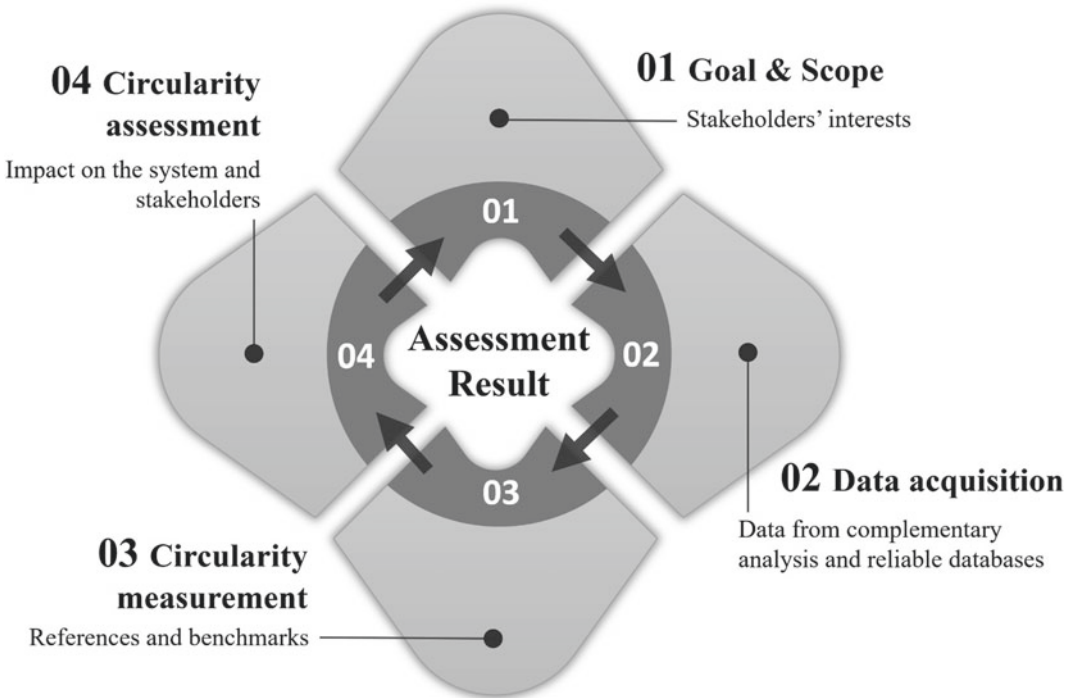 01 Goal & Scope
Stakeholders’ interests
04 Circularity
assessment
Impact on the system and
stakeholders
01
02
03
04
Assessment
Result
02 Data acquisition
Data from complementary
analysis and reliable databases
03 Circularity
measurement
References and benchmarks